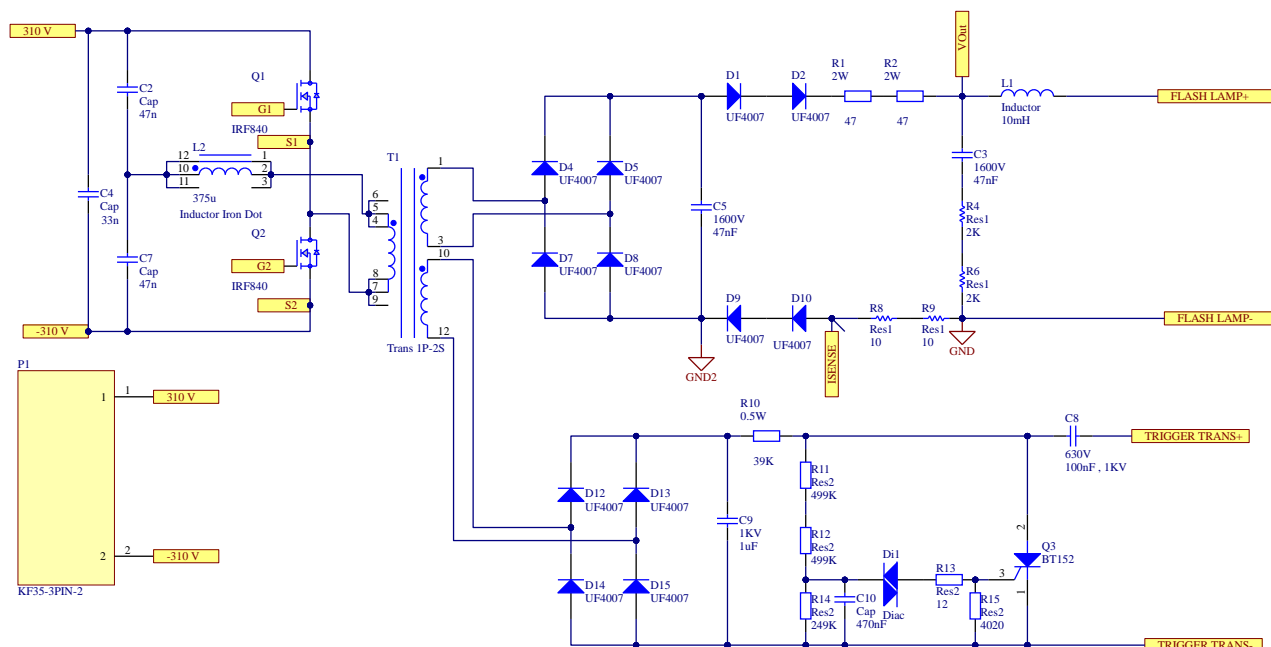 310 V
C2
Cap
47n
Q1
G1
IRF840
S1
L2
12
10
11
1
2
3
375u
Inductor Iron Dot
C4
Cap
33n
C7
Cap
47n
Q2
G2
IRF840
S2
-310 V
T1
6
5
4
8
7
9
1
3
10
12
Trans 1P-2S
D4
UF4007
D5
UF4007
D7
UF4007
D8
UF4007
C5
1600V
47nF
D1
UF4007
D2
UF4007
R1
2W
47
R2
2W
47
VOut
L1
Inductor
10mH
FLASH LAMP+
C3
1600V
47nF
R4
Res1
2K
R6
Res1
2K
D9
UF4007
D10
UF4007
R8
Res1
10
R9
Res1
10
FLASH LAMP-
GND2
ISENSE
GND
P1
1
1
310 V
2
2
-310 V
KF35-3PIN-2
R10
0.5W
39K
C8
630V
100nF , 1KV
TRIGGER TRANS+
D12
UF4007
D13
UF4007
D14
UF4007
D15
UF4007
C9
1KV
1uF
R11
Res2
499K
R12
Res2
499K
R14
Res2
249K
C10
Cap
470nF
Di1
Diac
R13
Res2
12
R15
Res2
4020
2
3
1
Q3
BT152
TRIGGER TRANS-